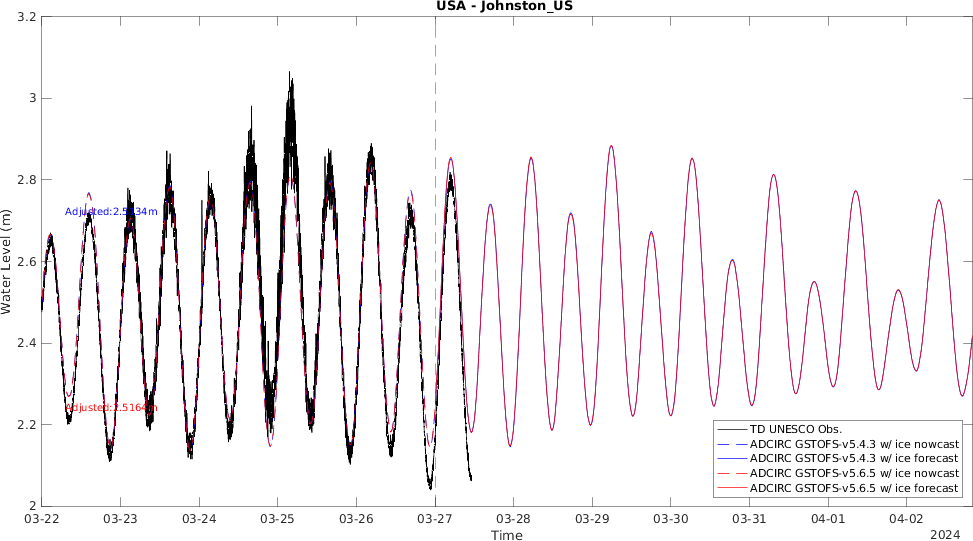 USA - Johnston_US
3.2
3
2.8
2.6
2.4
2.2
2
Water Level (m)
Adjusted:2.5134m
Adjusted:2.5164m
TD UNESCO Obs.
ADCIRC GSTOFS-v5.4.3 w/ ice nowcast
ADCIRC GSTOFS-v5.4.3 w/ ice forecast
ADCIRC GSTOFS-v5.6.5 w/ ice nowcast
ADCIRC GSTOFS-v5.6.5 w/ ice forecast
03-22 03-23 03-24 03-25 03-26 03-27 03-28 03-29 03-30 03-31 04-01 04-02
Time
2024